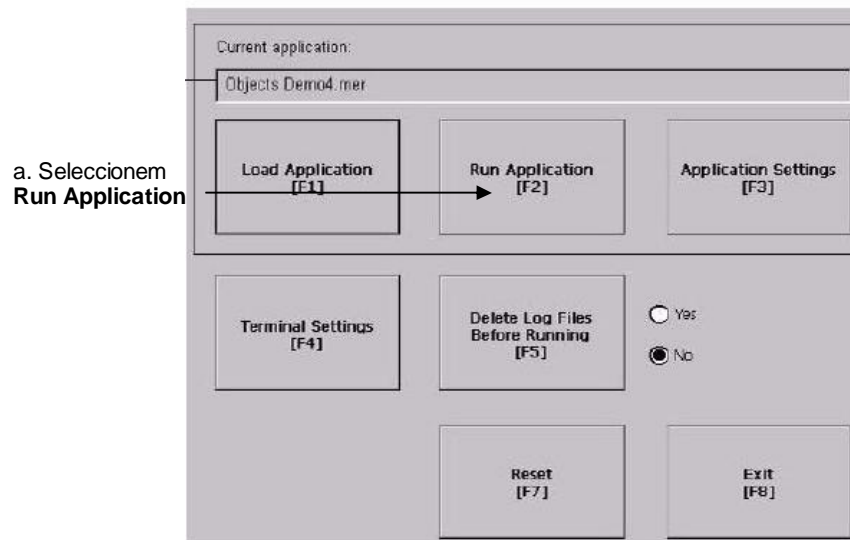 Current application:
Objects Demo4.mer
a. Seleccionem
Run Application
Load Application
[F1]
Run Application
[F2]
Application Settings
[F3]
Terminal Settings
[F4]
Delete Log Files
Before Running
[F5]
Yes
No
Reset
[F7]
Exit
[F8]